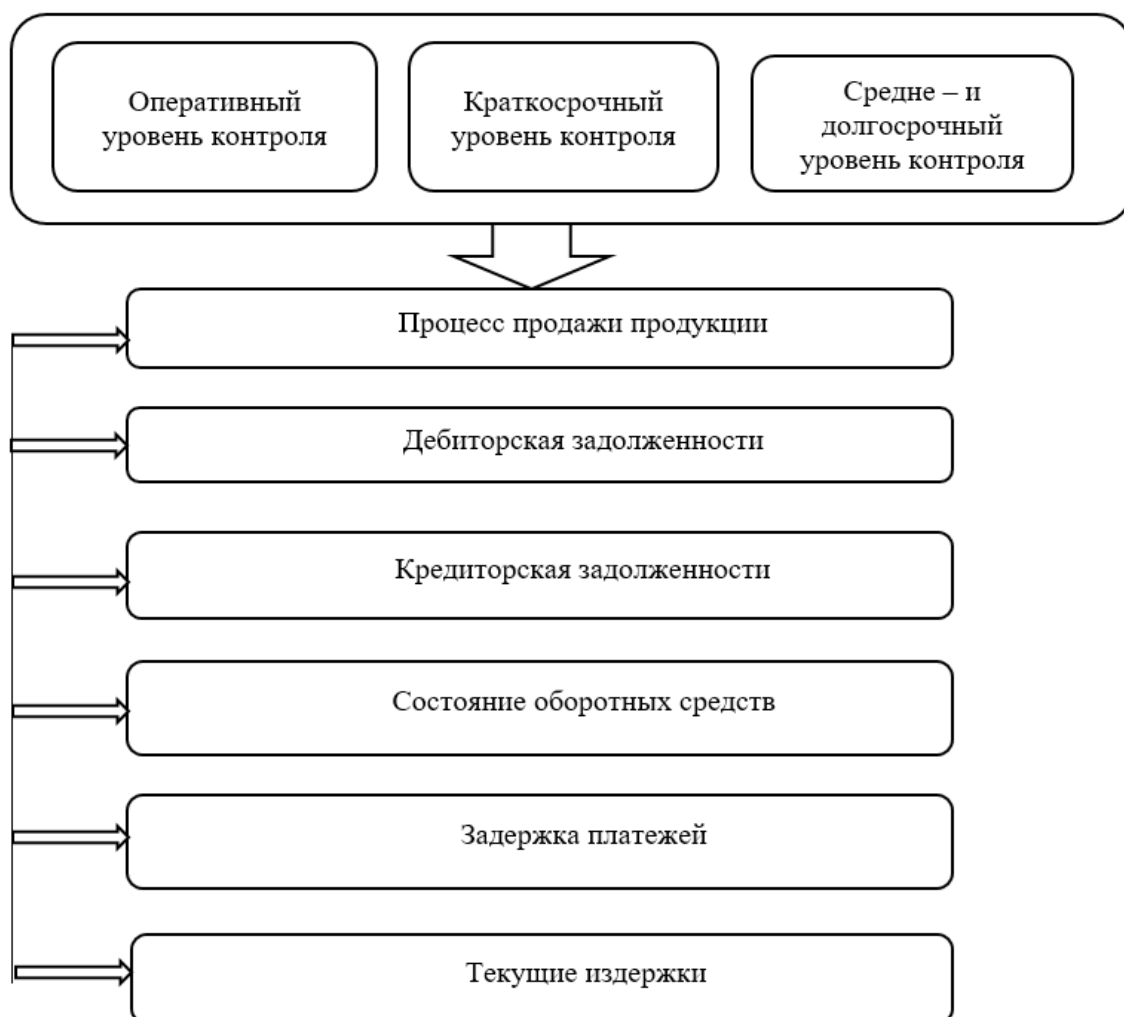 Оперативный
уровень контроля
Краткосрочный
уровень контроля
Средне – и
долгосрочный
уровень контроля
Процесс продажи продукции
Дебиторская задолженности
Кредиторская задолженности
Состояние оборотных средств
Задержка платежей
Текущие издержки